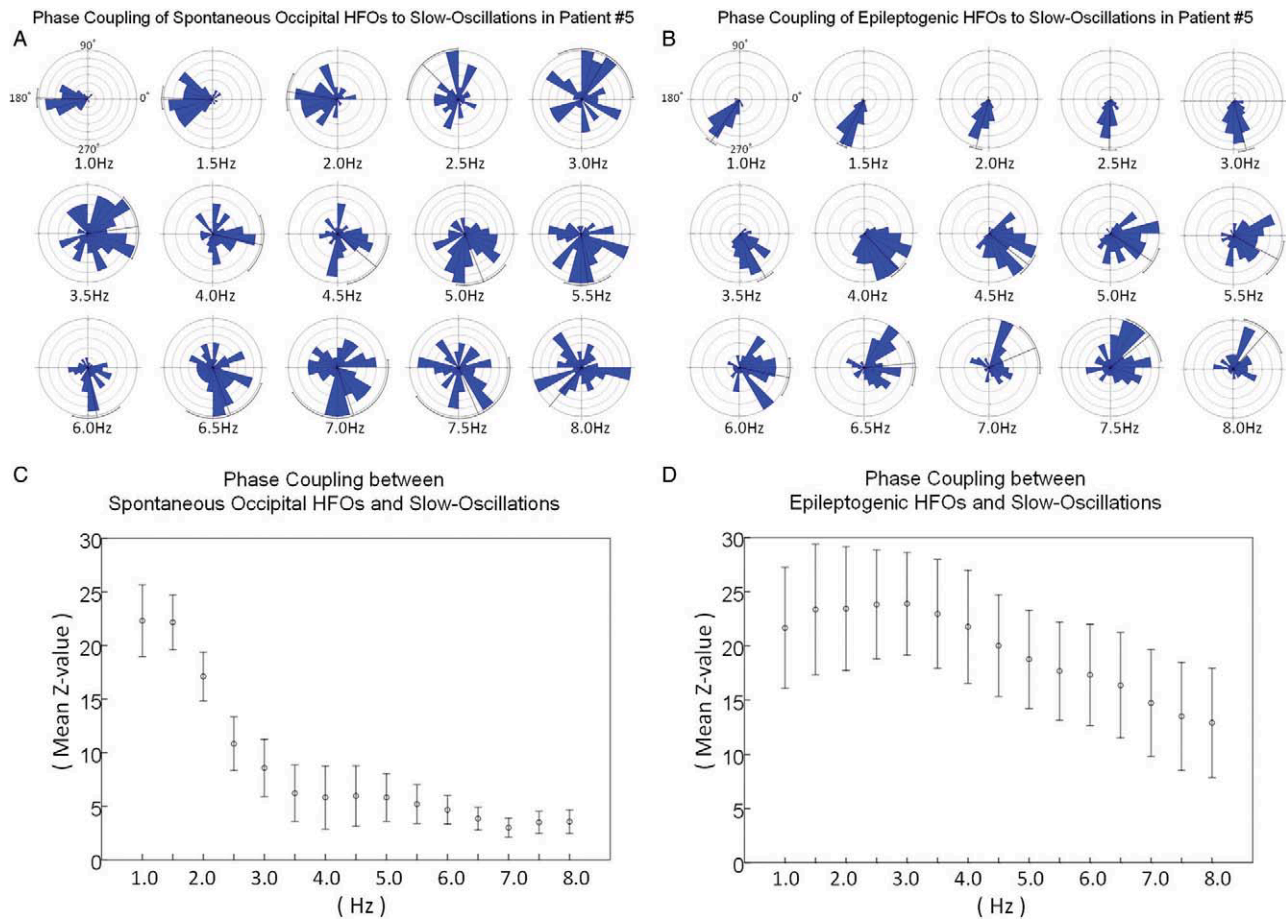 Phase Coupling of Spontaneous Occipital HFOs to Slow-Oscillations in Patient #5
A
90°
180°
0°
270°
1.0Hz
1.5Hz
2.0Hz
2.5Hz
3.0Hz
3.5Hz
4.0Hz
4.5Hz
5.0Hz
5.5Hz
6.0Hz
6.5Hz
7.0Hz
7.5Hz
8.0Hz
Phase Coupling of Epileptogenic HFOs to Slow-Oscillations in Patient #5
B
90°
180°
0°
270°
1.0Hz
1.5Hz
2.0Hz
2.5Hz
3.0Hz
3.5Hz
4.0Hz
4.5Hz
5.0Hz
5.5Hz
6.0Hz
6.5Hz
7.0Hz
7.5Hz
8.0Hz
C
Phase Coupling between
Spontaneous Occipital HFOs and Slow-Oscillations
( Mean Z-value )
30
25
20
15
10
5
0
1.0 2.0 3.0 4.0 5.0 6.0 7.0 8.0
( Hz )
D
Phase Coupling between
Epileptogenic HFOs and Slow-Oscillations
( Mean Z-value )
30
25
20
15
10
5
0
1.0 2.0 3.0 4.0 5.0 6.0 7.0 8.0
( Hz )